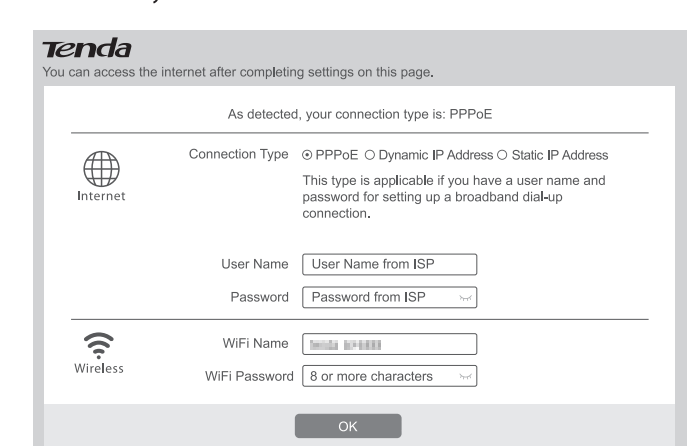 Tenda
You can access the internet after completing settings on this page.
As detected, your connection type is: PPPoE
Connection Type PPPoE Dynamic IP Address Static IP Address
This type is applicable if you have a user name and
password for setting up a broadband dial-up
connection.
Internet
User Name User Name from ISP
Password Password from ISP
WiFi Name
Wireless
WiFi Password 8 or more characters
OK